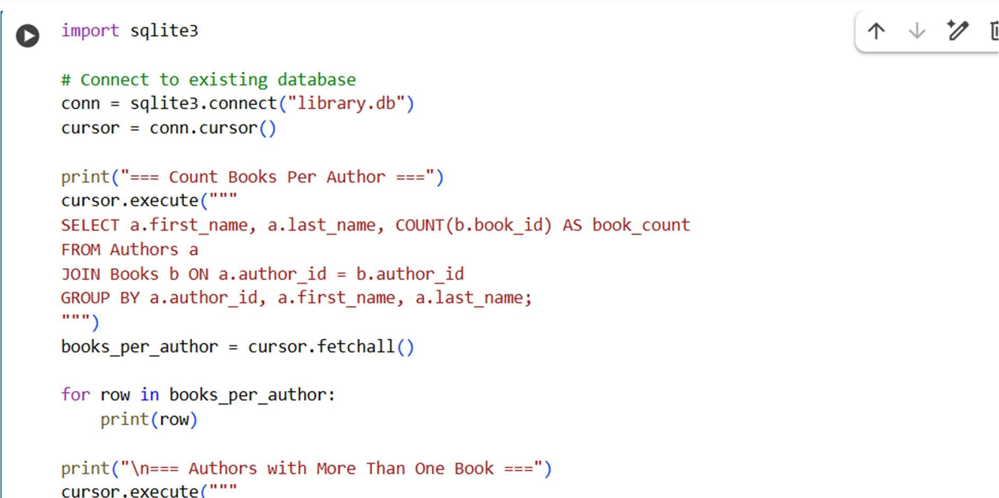 import sqlite3
# Connect to existing database
conn = sqlite3.connect("library.db")
cursor = conn.cursor()
print("=== Count Books Per Author ===")
cursor.execute("""
SELECT a.first_name, a.last_name, COUNT(b.book_id) AS book_count
FROM Authors a
JOIN Books b ON a.author_id = b.author_id
GROUP BY a.author_id, a.first_name, a.last_name;
""")
books_per_author = cursor.fetchall()
for row in books_per_author:
    print(row)
print("\n=== Authors with More Than One Book ===")
cursor.execute("""